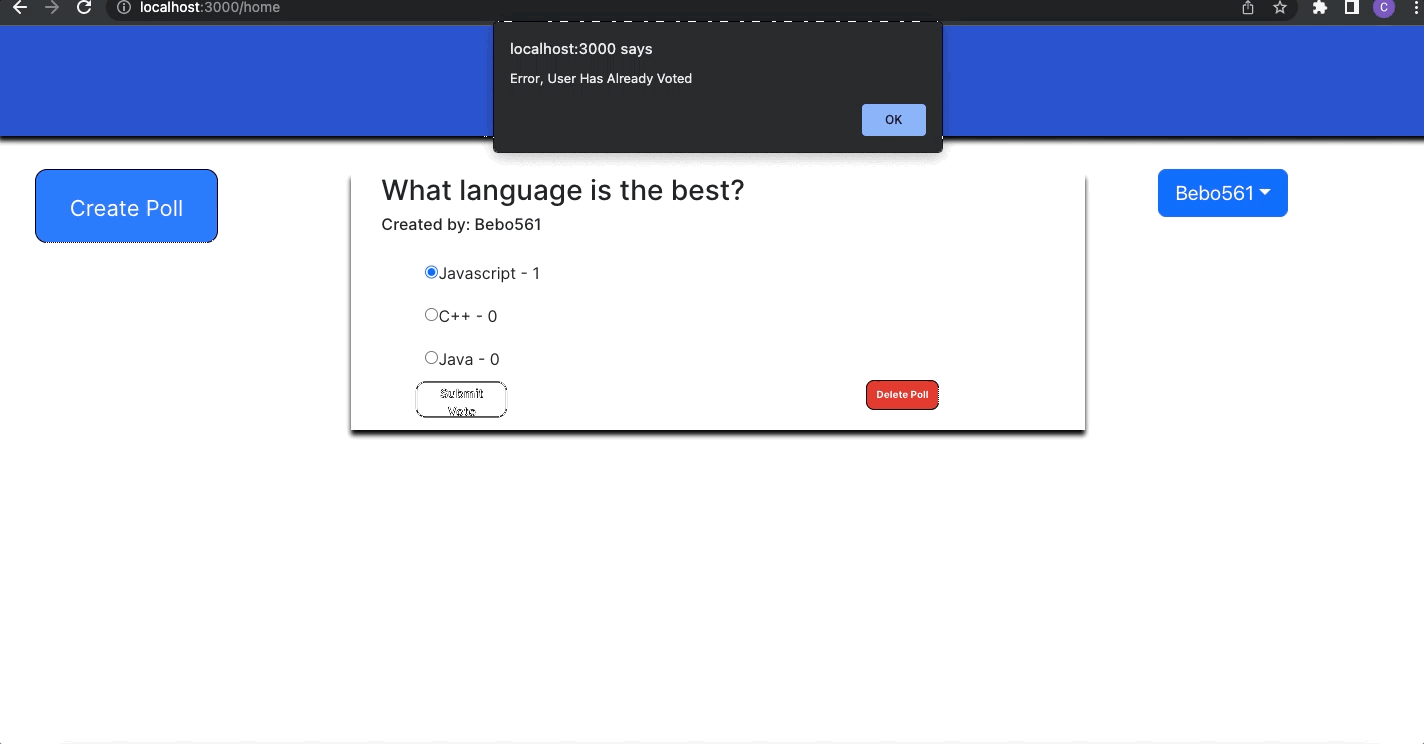 localhost:3000/home
C
localhost:3000 says
Error, User Has Already Voted
OK
Create Poll
What language is the best?
Created by: Bebo561
Bebo561
Javascript - 1
C++ - 0
Java - 0
Submit
Vote
Delete Poll